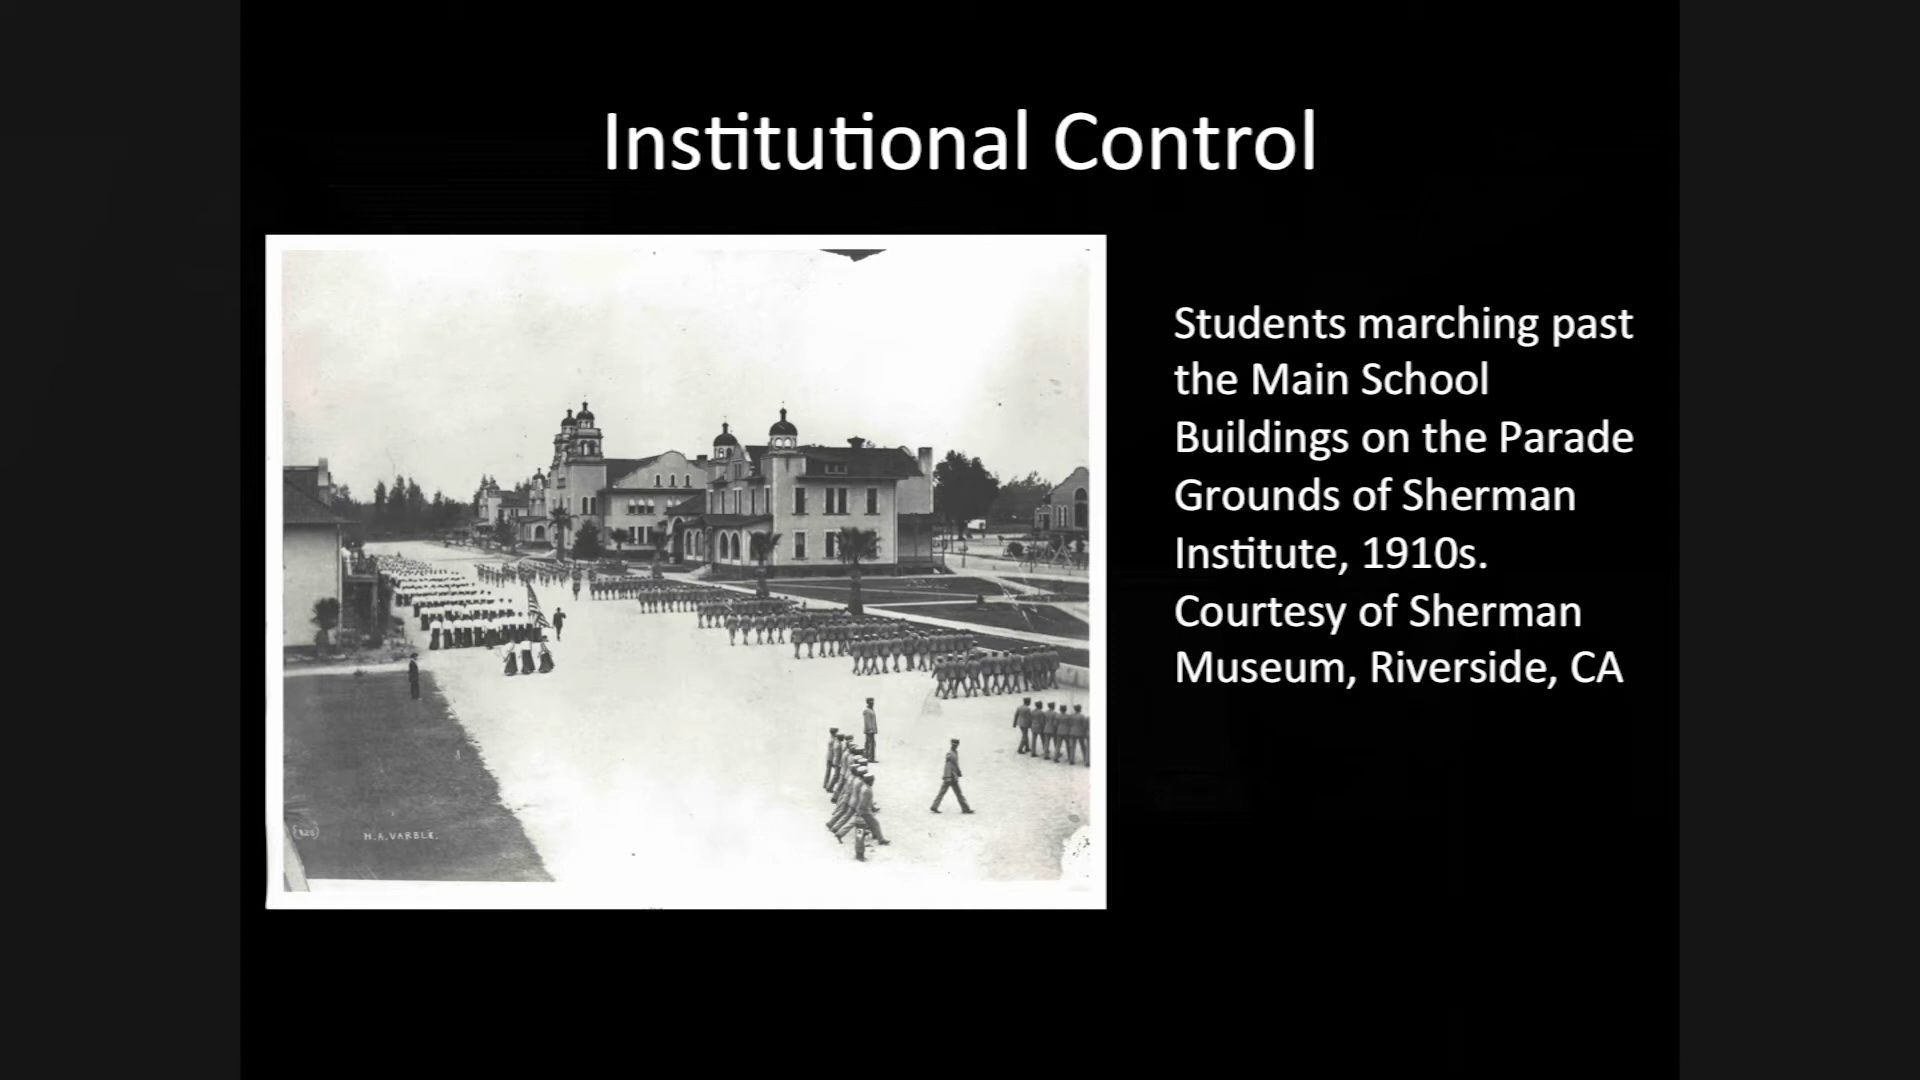 Institutional Control
Students marching past
the Main School
Buildings on the Parade
Grounds of Sherman
Institute, 1910s.
Courtesy of Sherman
Museum, Riverside, CA
H.A.VARBLE.